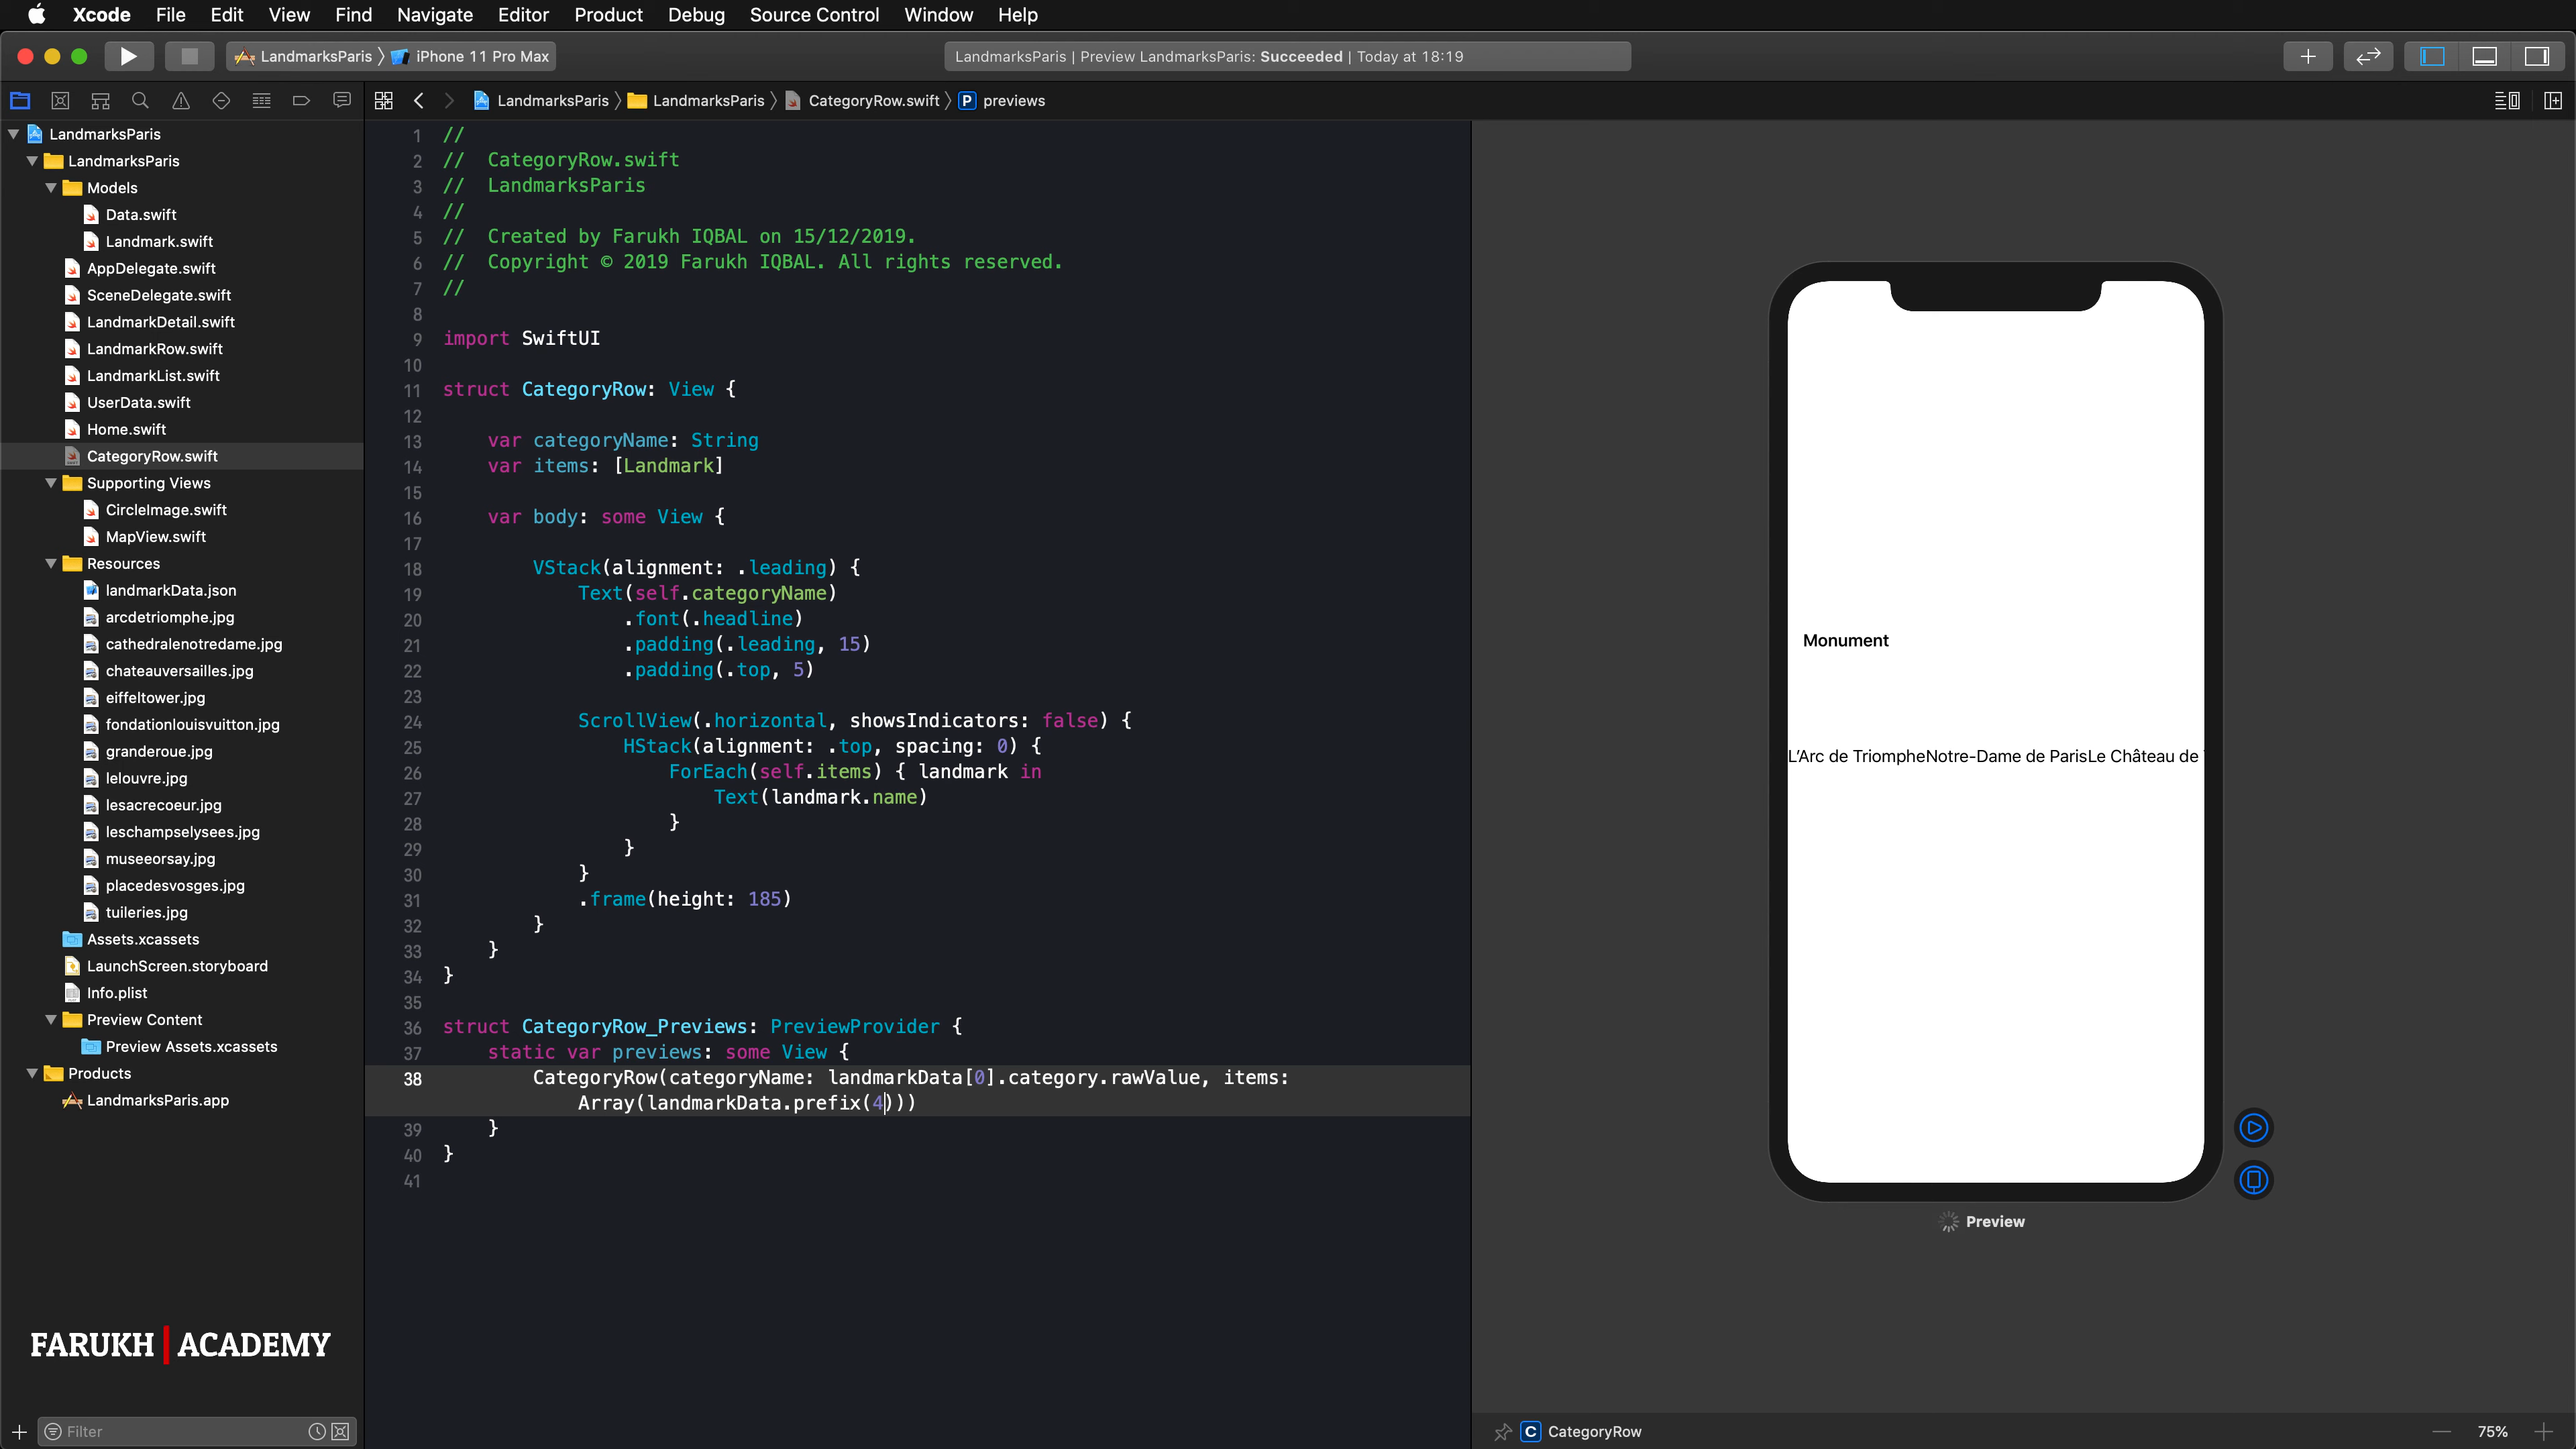 Xcode File Edit View Find Navigate Editor Product Debug Source Control Window Help
LandmarksParis iPhone 11 Pro Max
LandmarksParis | Preview LandmarksParis: Succeeded | Today at 18:19
LandmarksParis LandmarksParis CategoryRow.swift P previews
LandmarksParis
LandmarksParis
Models
Data.swift
Landmark.swift
AppDelegate.swift
SceneDelegate.swift
LandmarkDetail.swift
LandmarkRow.swift
LandmarkList.swift
UserData.swift
Home.swift
CategoryRow.swift
Supporting Views
CircleImage.swift
MapView.swift
Resources
landmarkData.json
arcdetriomphe.jpg
cathedralenotredame.jpg
chateauversailles.jpg
eiffeltower.jpg
fondationlouisvuitton.jpg
granderoue.jpg
lelouvre.jpg
lesacrecoeur.jpg
leschampselysees.jpg
museeorsay.jpg
placedesvosges.jpg
tuileries.jpg
Assets.xcassets
LaunchScreen.storyboard
Info.plist
Preview Content
Preview Assets.xcassets
Products
LandmarksParis.app
FARUKH | ACADEMY
Filter
1 //
2 // CategoryRow.swift
3 // LandmarksParis
4 //
5 // Created by Farukh IQBAL on 15/12/2019.
6 // Copyright © 2019 Farukh IQBAL. All rights reserved.
7 //
8
9 import SwiftUI
10
11 struct CategoryRow: View {
12
13 var categoryName: String
14 var items: [Landmark]
15
16 var body: some View {
17
18 VStack(alignment: .leading) {
19 Text(self.categoryName)
20 .font(.headline)
21 .padding(.leading, 15)
22 .padding(.top, 5)
23
24 ScrollView(.horizontal, showsIndicators: false) {
25 HStack(alignment: .top, spacing: 0) {
26 ForEach(self.items) { landmark in
27 Text(landmark.name)
28 }
29 }
30 }
31 .frame(height: 185)
32 }
33 }
34 }
35
36 struct CategoryRow_Previews: PreviewProvider {
37 static var previews: some View {
38 CategoryRow(categoryName: landmarkData[0].category.rawValue, items:
Array(landmarkData.prefix(4)))
39 }
40 }
41
Monument
L’Arc de TriompheNotre-Dame de ParisLe Château de
Preview
C CategoryRow
75%